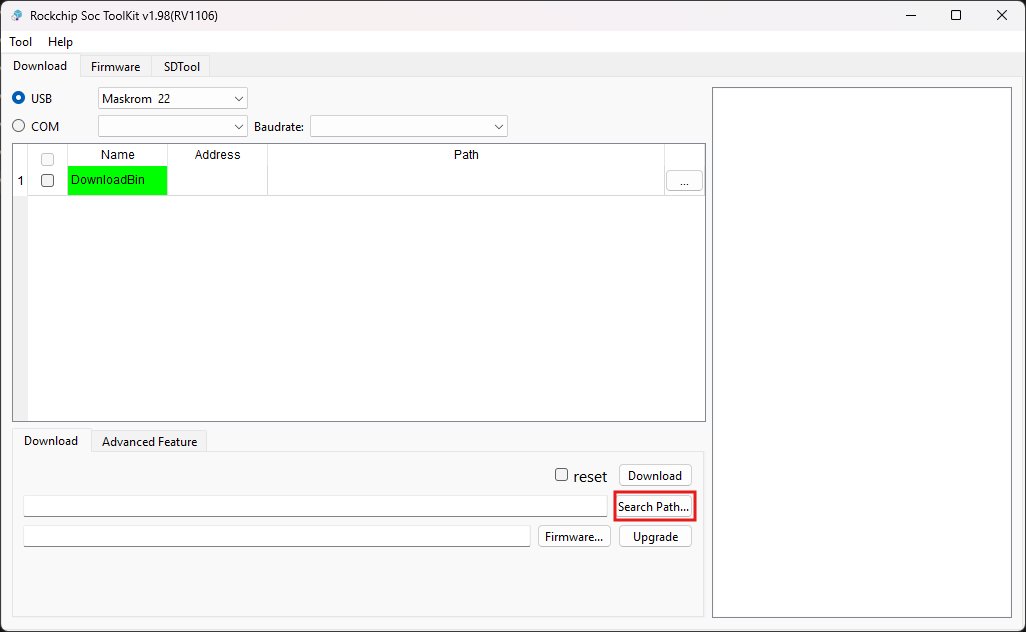 Rockchip Soc ToolKit v1.98(RV1106)
Tool Help
Download Firmware SDTool
USB Maskrom 22
COM Baudrate:
Name Address Path
1 DownloadBin ...
Download Advanced Feature
reset Download
Search Path...
Firmware... Upgrade